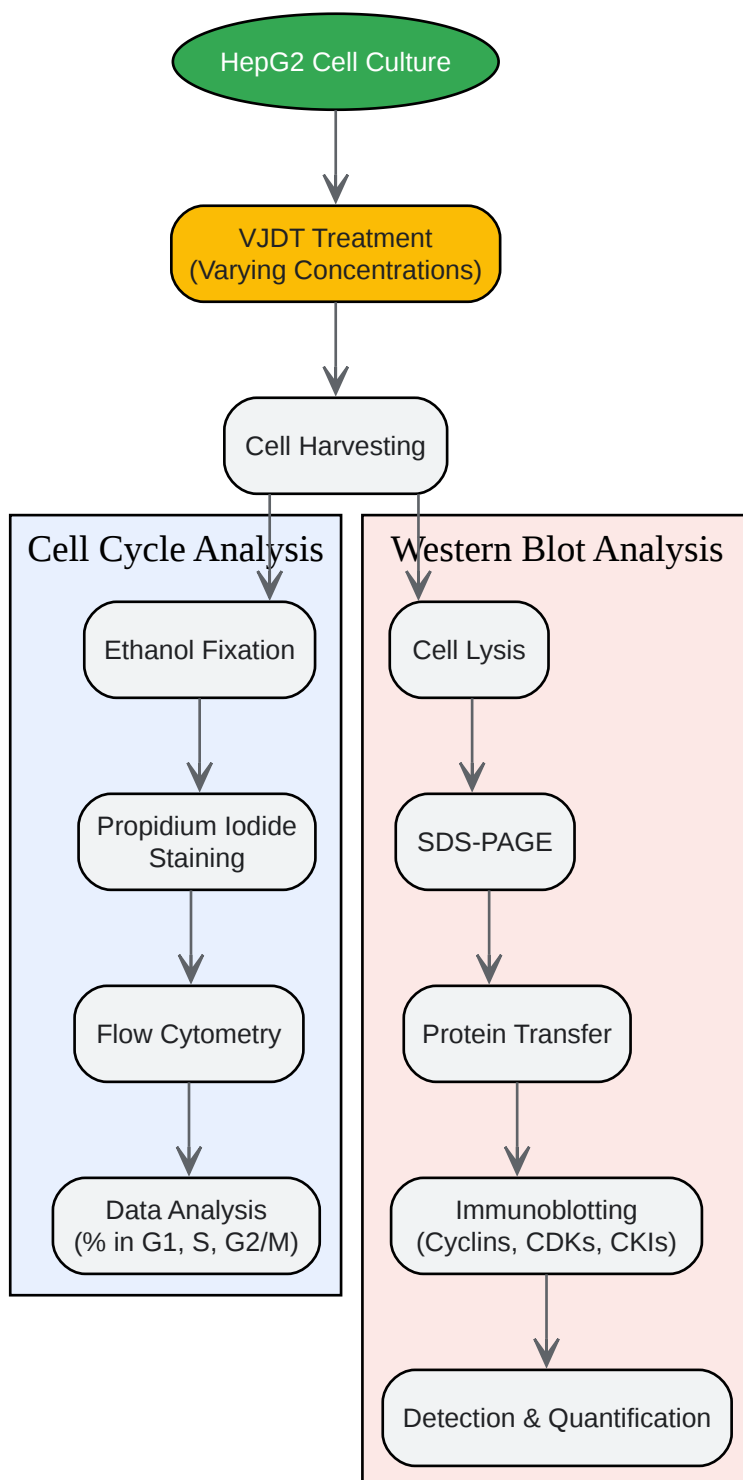 HepG2 Cell Culture
VJDT Treatment
(Varying Concentrations)
Cell Harvesting
Cell Cycle Analysis
Ethanol Fixation
Propidium Iodide
Staining
Flow Cytometry
Data Analysis
(% in G1, S, G2/M)
Western Blot Analysis
Cell Lysis
SDS-PAGE
Protein Transfer
Immunoblotting
(Cyclins, CDKs, CKIs)
Detection & Quantification